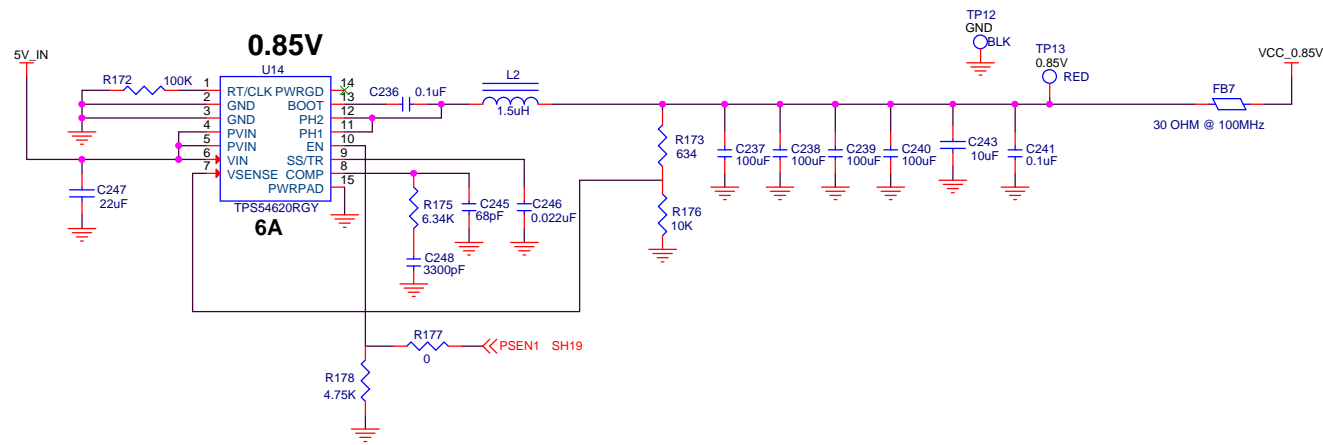 TP12
GND
BLK
TP13
0.85V
RED
5V_IN
0.85V
VCC_0.85V
U14
R172 100K
1 RT/CLK PWRGD 14
2 GND BOOT 13
3 GND PH2 12
4 PVIN PH1 11
5 PVIN EN 10
6 VIN SS/TR 9
7 VSENSE COMP 8
PWRPAD 15
TPS54620RGY
6A
C236 0.1uF
L2
1.5uH
FB7
30 OHM @ 100MHz
R173
634
C237
100uF
C238
100uF
C239
100uF
C240
100uF
C243
10uF
C241
0.1uF
C247
22uF
R175
6.34K
C245
68pF
C246
0.022uF
R176
10K
C248
3300pF
R177
0
PSEN1 SH19
R178
4.75K